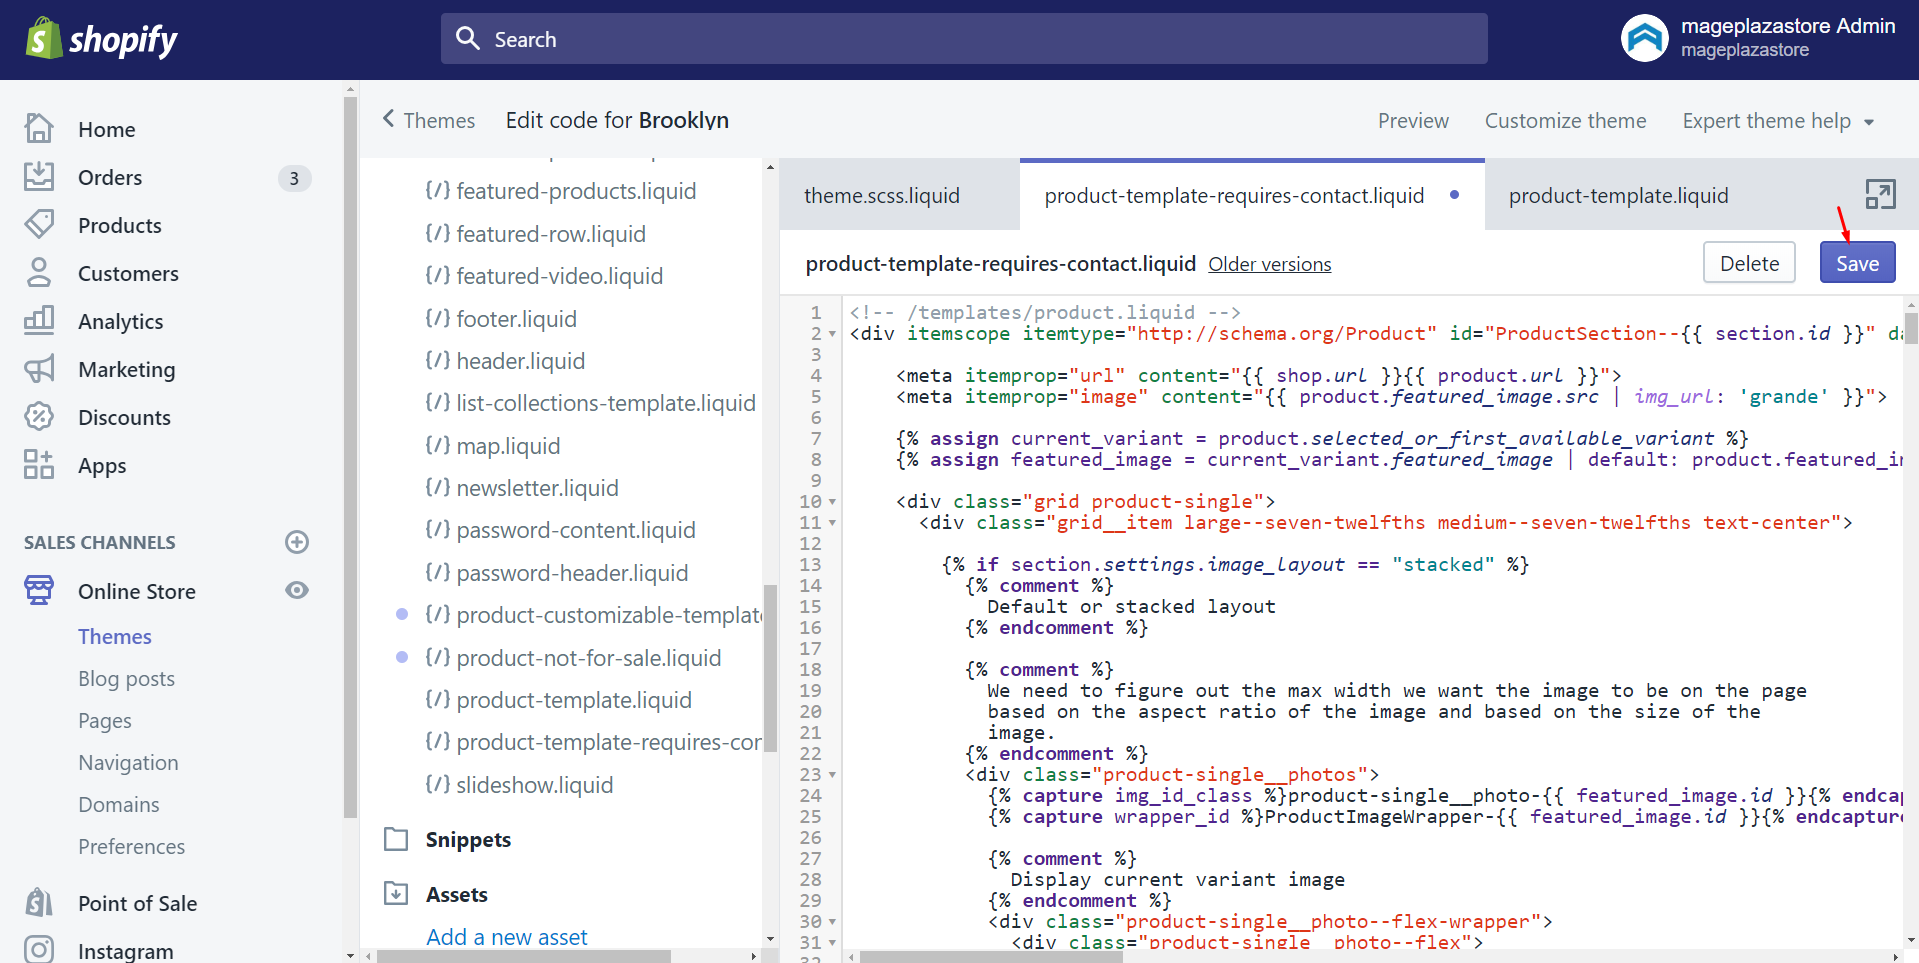 shopify
Search
mageplazastore Admin
mageplazastore
Home
Orders
3
Products
Customers
Analytics
Marketing
Discounts
Apps
SALES CHANNELS
Online Store
Themes
Blog posts
Pages
Navigation
Domains
Preferences
Point of Sale
Instagram
Themes
Edit code for Brooklyn
Preview
Customize theme
Expert theme help
{/} featured-products.liquid
{/} featured-row.liquid
{/} featured-video.liquid
{/} footer.liquid
{/} header.liquid
{/} list-collections-template.liquid
{/} map.liquid
{/} newsletter.liquid
{/} password-content.liquid
{/} password-header.liquid
{/} product-customizable-template
{/} product-not-for-sale.liquid
{/} product-template.liquid
{/} product-template-requires-con
{/} slideshow.liquid
Snippets
Assets
Add a new asset
theme.scss.liquid
product-template-requires-contact.liquid
product-template.liquid
product-template-requires-contact.liquid Older versions
Delete
Save
1 <!-- /templates/product.liquid -->
2 <div itemscope itemtype="http://schema.org/Product" id="ProductSection--{{ section.id }}" da
3
4 <meta itemprop="url" content="{{ shop.url }}{{ product.url }}">
5 <meta itemprop="image" content="{{ product.featured_image.src | img_url: 'grande' }}">
6
7 {% assign current_variant = product.selected_or_first_available_variant %}
8 {% assign featured_image = current_variant.featured_image | default: product.featured_i
9
10 <div class="grid product-single">
11 <div class="grid__item large--seven-twelfths medium--seven-twelfths text-center">
12
13 {% if section.settings.image_layout == "stacked" %}
14 {% comment %}
15 Default or stacked layout
16 {% endcomment %}
17
18 {% comment %}
19 We need to figure out the max width we want the image to be on the page
20 based on the aspect ratio of the image and based on the size of the
21 image.
22 {% endcomment %}
23 <div class="product-single__photos">
24 {% capture img_id_class %}product-single__photo-{{ featured_image.id }}{% endcap
25 {% capture wrapper_id %}ProductImageWrapper-{{ featured_image.id }}{% endcapture
26
27 {% comment %}
28 Display current variant image
29 {% endcomment %}
30 <div class="product-single__photo--flex-wrapper">
31 <div class="product-single__photo--flex">
32